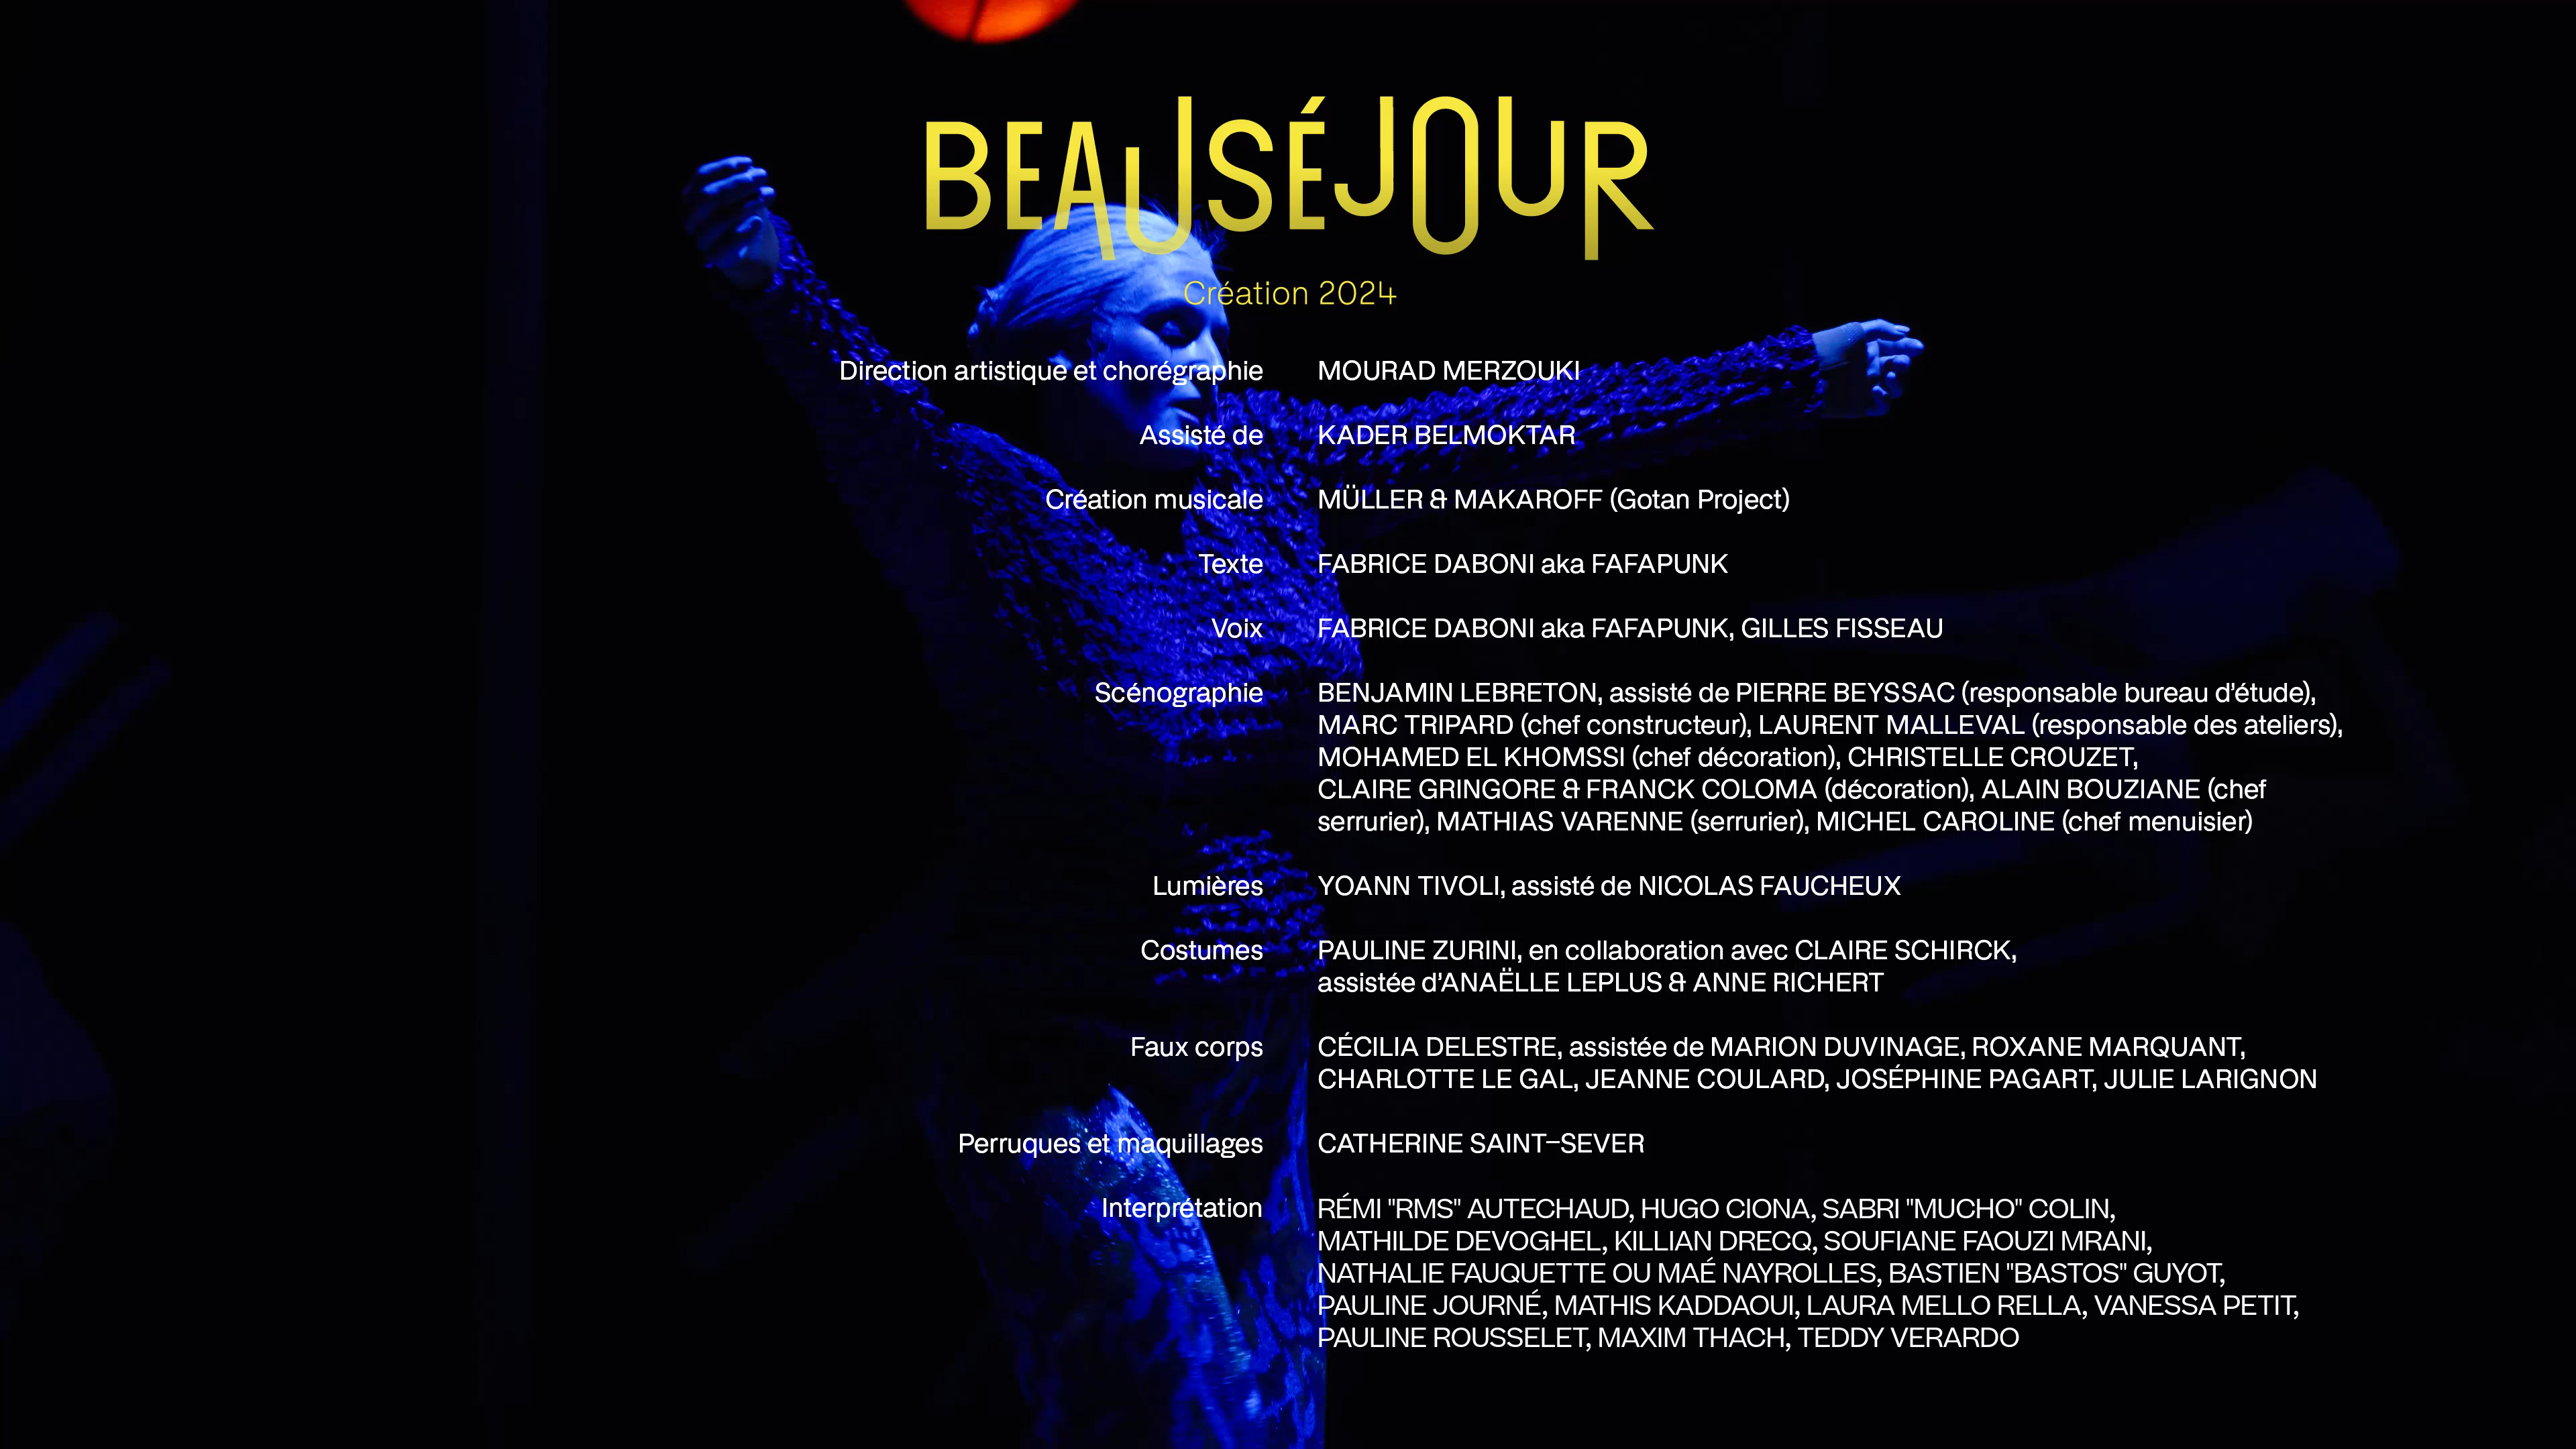 BEAUSÉJOUR
Création 2024
Direction artistique et chorégraphie MOURAD MERZOUKI
Assisté de KADER BELMOKTAR
Création musicale MÜLLER & MAKAROFF (Gotan Project)
Texte FABRICE DABONI aka FAFAPUNK
Voix FABRICE DABONI aka FAFAPUNK, GILLES FISSEAU
Scénographie BENJAMIN LEBRETON, assisté de PIERRE BEYSSAC (responsable bureau d’étude),
MARC TRIPARD (chef constructeur), LAURENT MALLEVAL (responsable des ateliers),
MOHAMED EL KHOMSSI (chef décoration), CHRISTELLE CROUZET,
CLAIRE GRINGORE & FRANCK COLOMA (décoration), ALAIN BOUZIANE (chef
serrurier), MATHIAS VARENNE (serrurier), MICHEL CAROLINE (chef menuisier)
Lumières YOANN TIVOLI, assisté de NICOLAS FAUCHEUX
Costumes PAULINE ZURINI, en collaboration avec CLAIRE SCHIRCK,
assistée d’ANAËLLE LEPLUS & ANNE RICHERT
Faux corps CÉCILIA DELESTRE, assistée de MARION DUVINAGE, ROXANE MARQUANT,
CHARLOTTE LE GAL, JEANNE COULARD, JOSÉPHINE PAGART, JULIE LARIGNON
Perruques et maquillages CATHERINE SAINT–SEVER
Interprétation RÉMI "RMS" AUTECHAUD, HUGO CIONA, SABRI "MUCHO" COLIN,
MATHILDE DEVOGHEL, KILLIAN DRECQ, SOUFIANE FAOUZI MRANI,
NATHALIE FAUQUETTE OU MAÉ NAYROLLES, BASTIEN "BASTOS" GUYOT,
PAULINE JOURNÉ, MATHIS KADDAOUI, LAURA MELLO RELLA, VANESSA PETIT,
PAULINE ROUSSELET, MAXIM THACH, TEDDY VERARDO